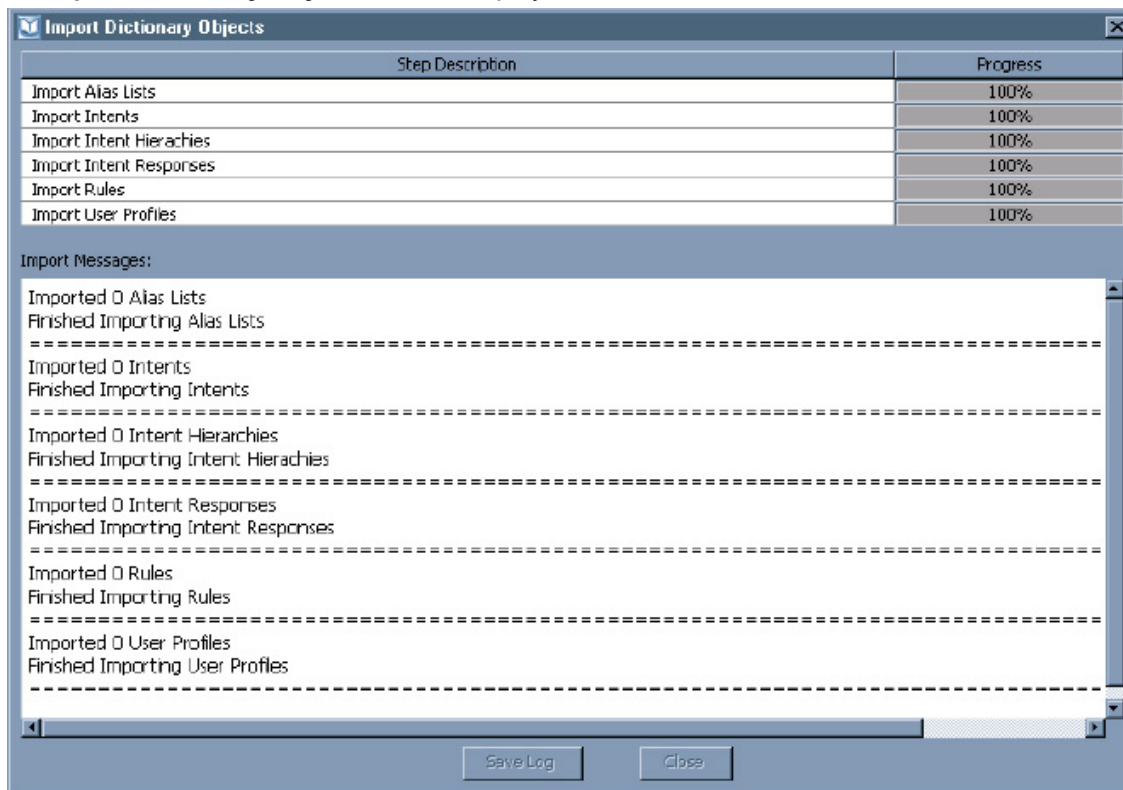 Import Dictionary Objects
Step Description Progress
Import Alias Lists 100%
Import Intents 100%
Import Intent Hierachies 100%
Import Intent Responses 100%
Import Rules 100%
Import User Profiles 100%
Import Messages:
Imported 0 Alias Lists
Finished Importing Alias Lists
==============================================================================
Imported 0 Intents
Finished Importing Intents
==============================================================================
Imported 0 Intent Hierarchies
Finished Importing Intent Hierachies
==============================================================================
Imported 0 Intent Responses
Finished Importing Intent Responses
==============================================================================
Imported 0 Rules
Finished Importing Rules
==============================================================================
Imported 0 User Profiles
Finished Importing User Profiles
------------------------------------------------------------------------------
Save Log Close